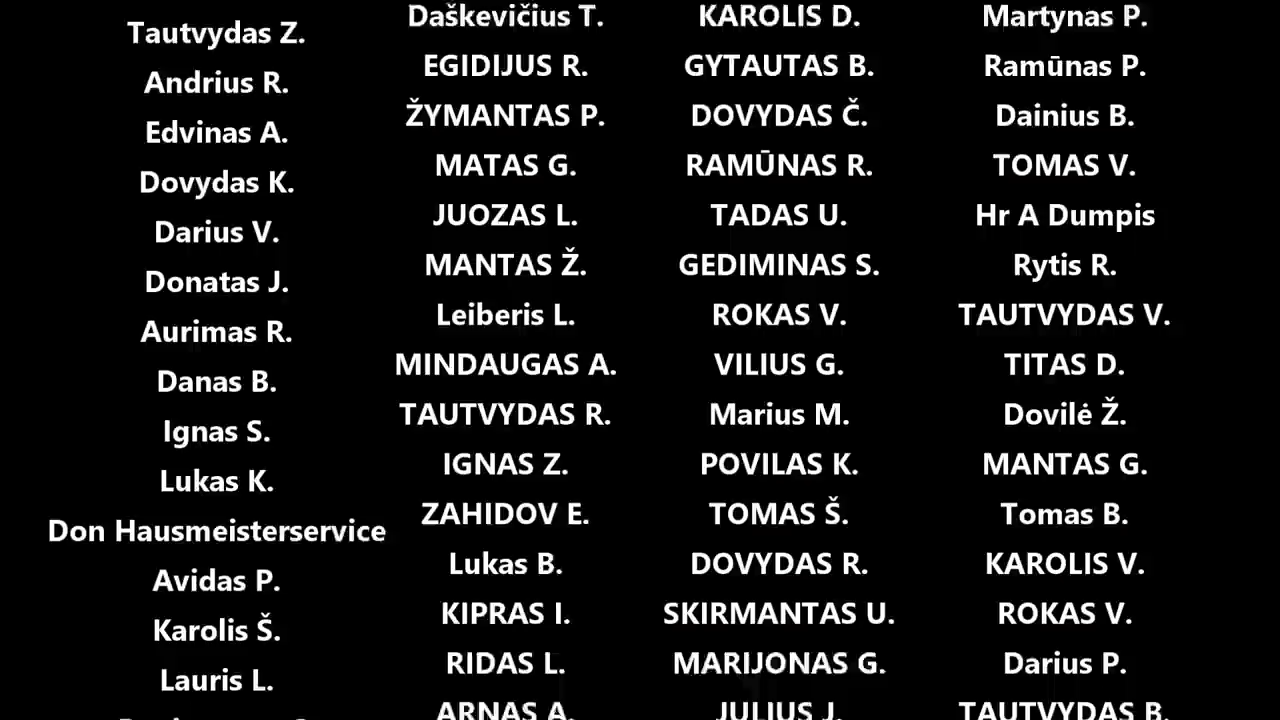 Tautvydas Z.
Andrius R.
Edvinas A.
Dovydas K.
Darius V.
Donatas J.
Aurimas R.
Danas B.
Ignas S.
Lukas K.
Don Hausmeisterservice
Avidas P.
Karolis Š.
Lauris L.
Daškevičius T.
EGIDIJUS R.
ŽYMANTAS P.
MATAS G.
JUOZAS L.
MANTAS Ž.
Leiberis L.
MINDAUGAS A.
TAUTVYDAS R.
IGNAS Z.
ZAHIDOV E.
Lukas B.
KIPRAS I.
RIDAS L.
ARNAS A.
KAROLIS D.
GYTAUTAS B.
DOVYDAS Č.
RAMŪNAS R.
TADAS U.
GEDIMINAS S.
ROKAS V.
VILIUS G.
Marius M.
POVILAS K.
TOMAS Š.
DOVYDAS R.
SKIRMANTAS U.
MARIJONAS G.
JULIUS J.
Martynas P.
Ramūnas P.
Dainius B.
TOMAS V.
Hr A Dumpis
Rytis R.
TAUTVYDAS V.
TITAS D.
Dovilė Ž.
MANTAS G.
Tomas B.
KAROLIS V.
ROKAS V.
Darius P.
TAUTVYDAS B.